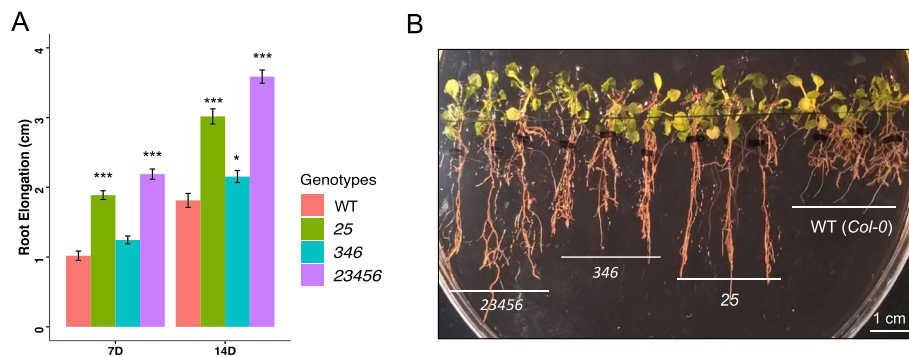 A
Root Elongation (cm)
4
3
2
1
0
***
***
***
*
***
7D
14D
Genotypes
WT
25
346
23456
B
23456
346
25
WT (Col-0)
1 cm